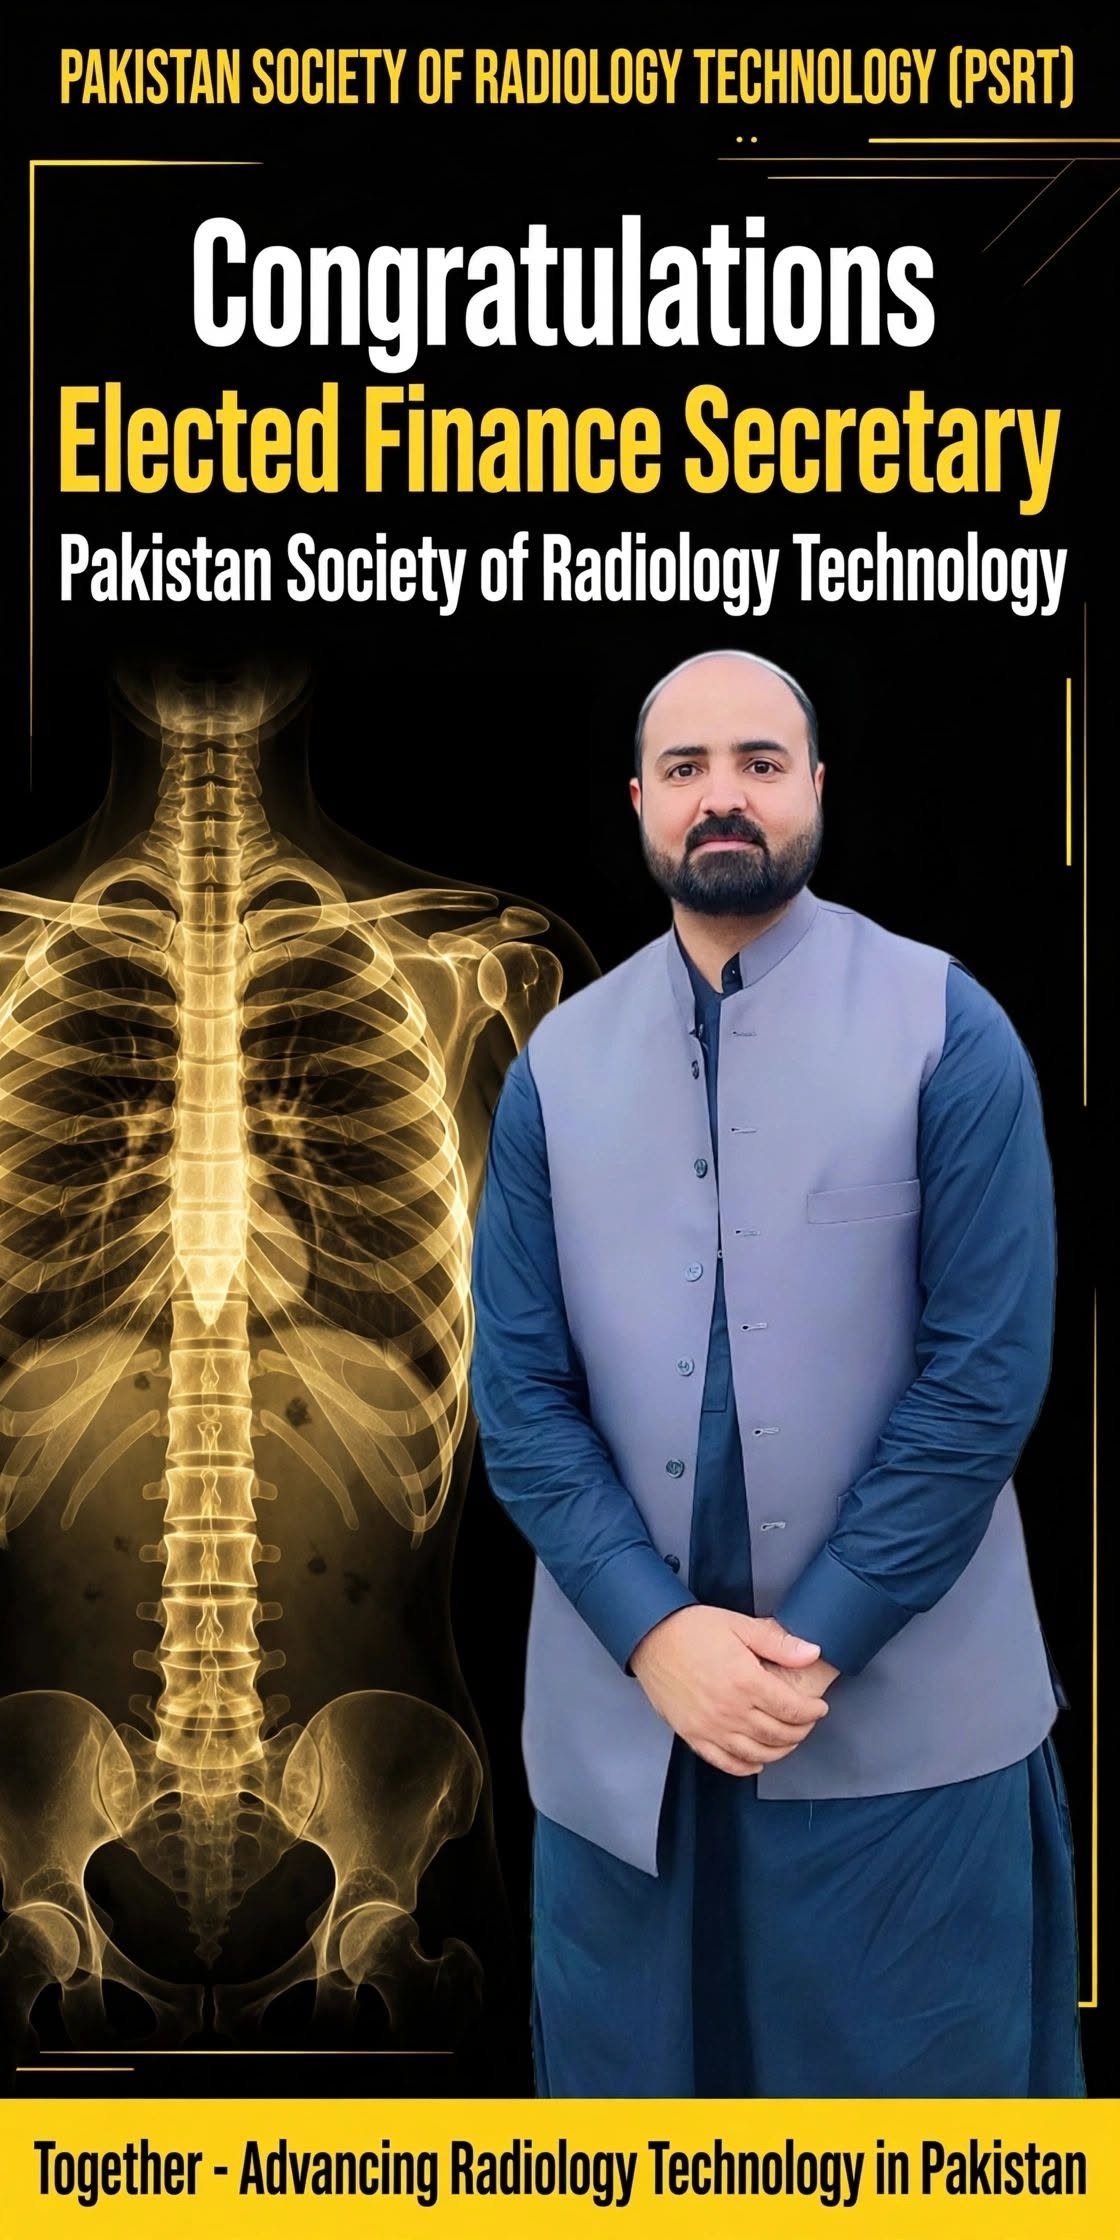 PAKISTAN SOCIETY OF RADIOLOGY TECHNOLOGY (PSRT)
Congratulations
Elected Finance Secretary
Pakistan Society of Radiology Technology
Together - Advancing Radiology Technology in Pakistan